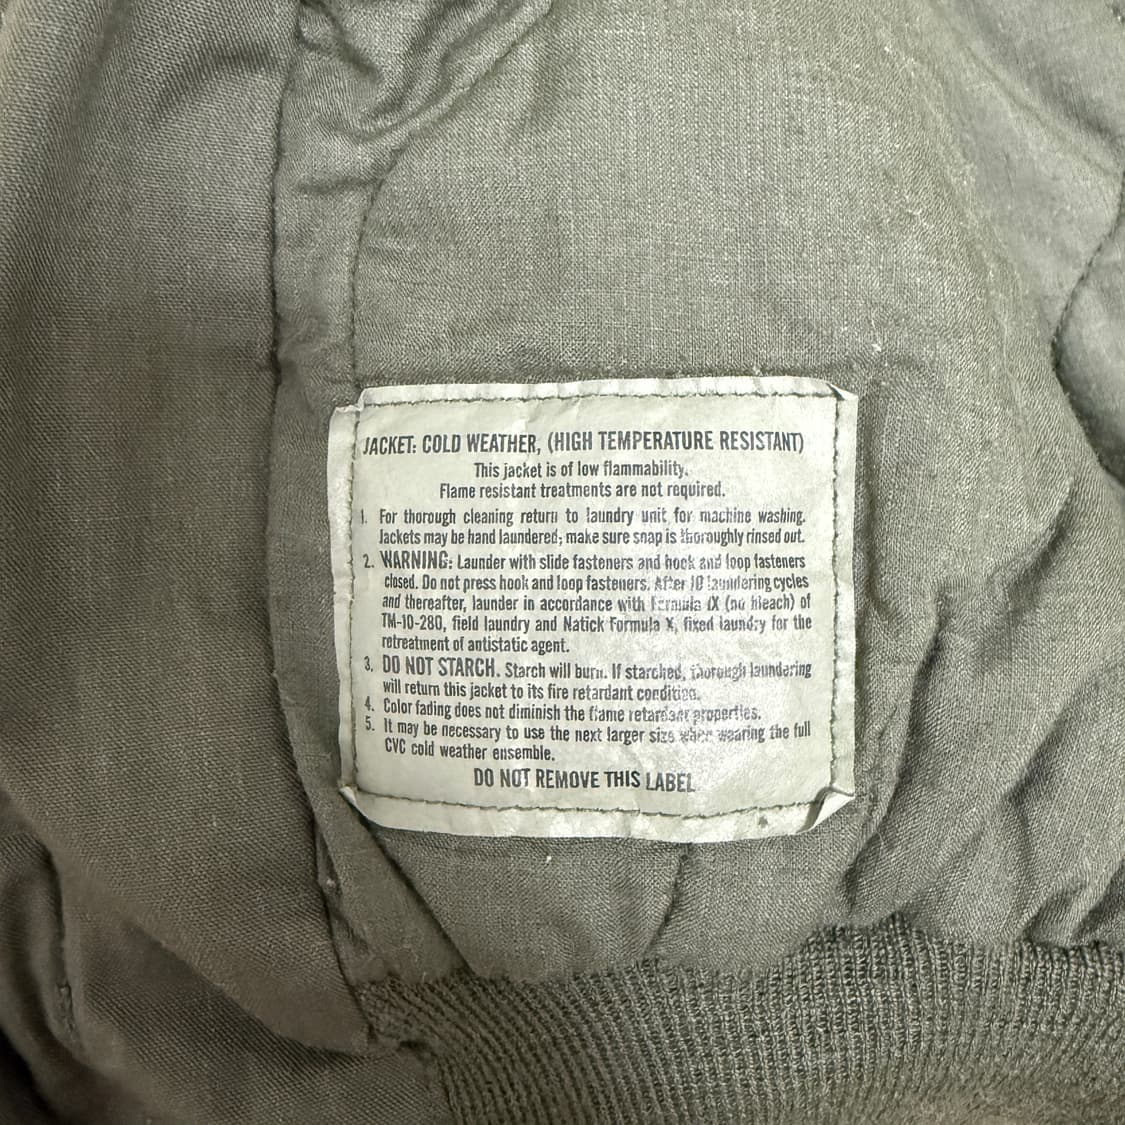 JACKET: COLD WEATHER, (HIGH TEMPERATURE RESISTANT)
This jacket is of low flammability.
Flame resistant treatments are not required.
1. For thorough cleaning return to laundry unit for machine washing.
Jackets may be hand laundered; make sure snap is thoroughly rinsed out.
2. WARNING: Launder with slide fasteners and hook and loop fasteners
closed. Do not press hook and loop fasteners. After 10 laundering cycles
and thereafter, launder in accordance with Formula IX (no bleach) of
TM-10-280, field laundry and Natick Formula X, fixed laundry for the
retreatment of antistatic agent.
3. DO NOT STARCH. Starch will burn. If starched, thorough laundering
will return this jacket to its fire retardant condition.
4. Color fading does not diminish the flame retardant properties.
5. It may be necessary to use the next larger size when wearing the full
CVC cold weather ensemble.
DO NOT REMOVE THIS LABEL